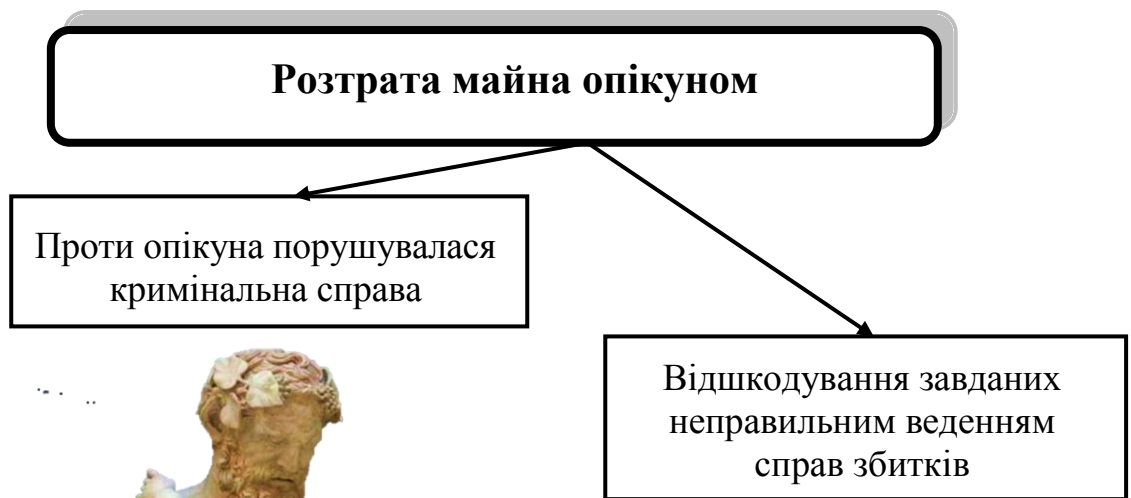 Розтрата майна опікуном
Проти опікуна порушувалася
кримінальна справа
Відшкодування завданих
неправильним веденням
справ збитків